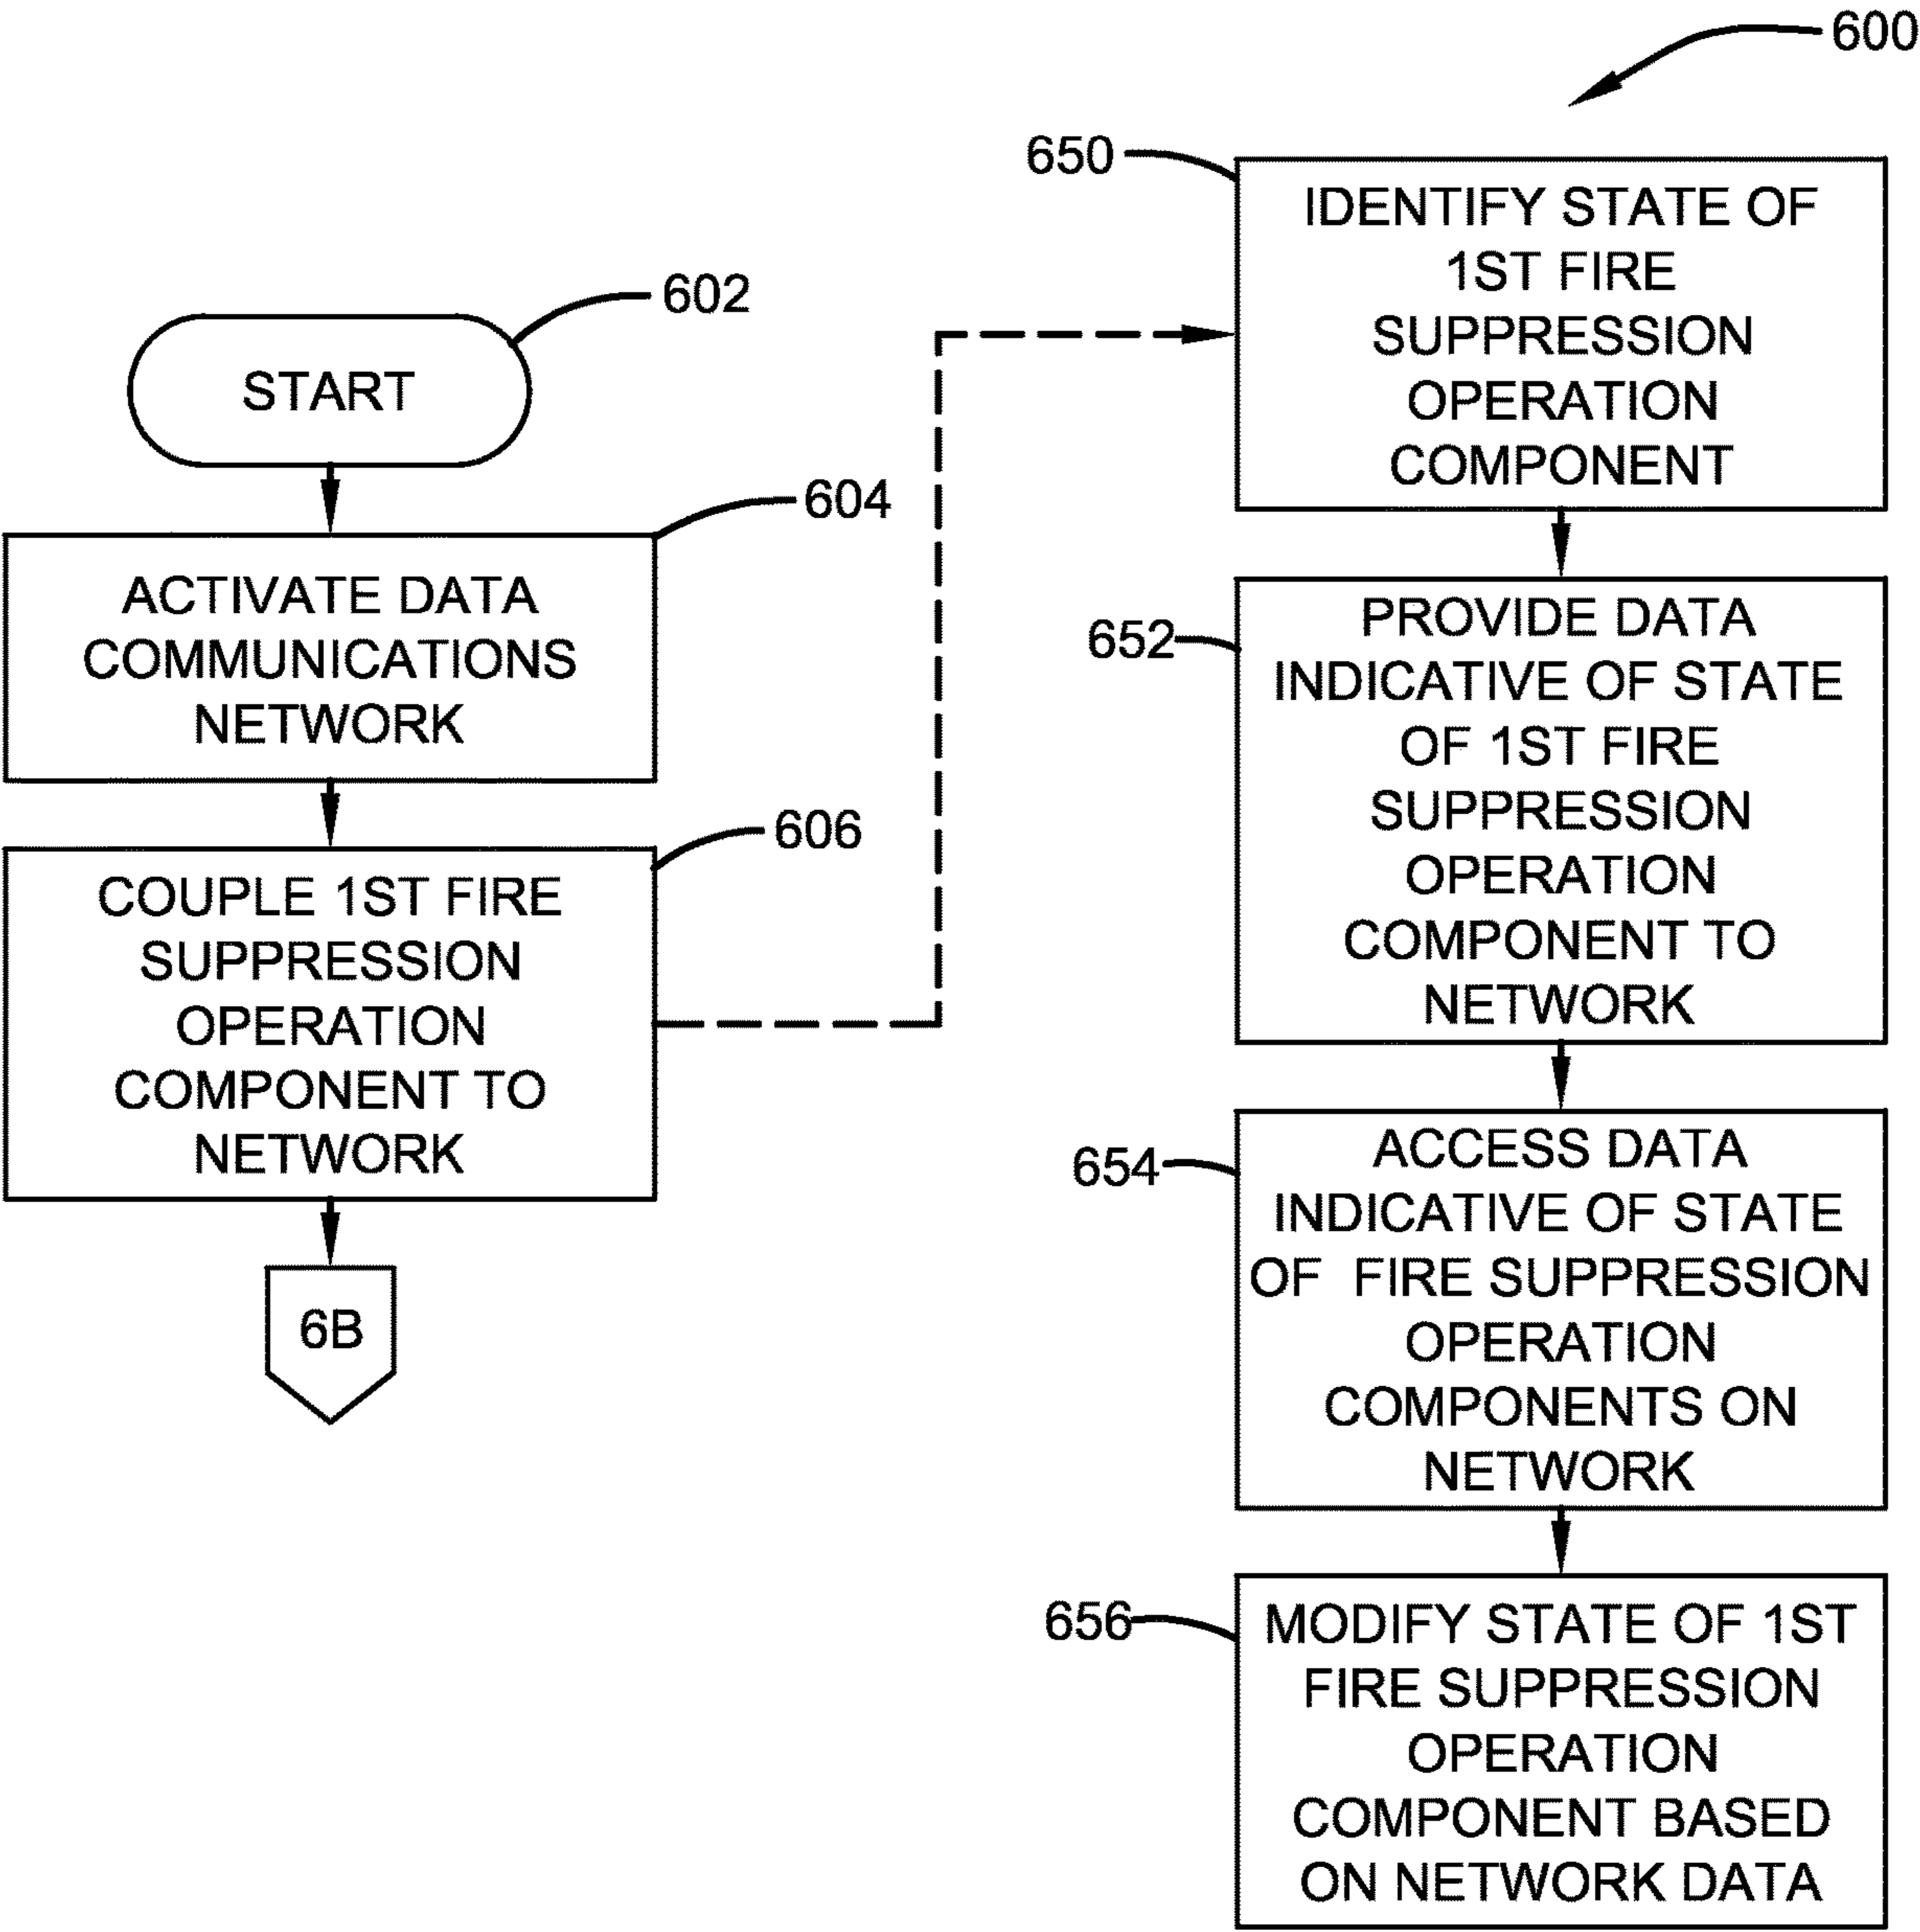 600
602
START
604
ACTIVATE DATA
COMMUNICATIONS
NETWORK
606
COUPLE 1ST FIRE
SUPPRESSION
OPERATION
COMPONENT TO
NETWORK
6B
650
IDENTIFY STATE OF
1ST FIRE
SUPPRESSION
OPERATION
COMPONENT
652
PROVIDE DATA
INDICATIVE OF STATE
OF 1ST FIRE
SUPPRESSION
OPERATION
COMPONENT TO
NETWORK
654
ACCESS DATA
INDICATIVE OF STATE
OF FIRE SUPPRESSION
OPERATION
COMPONENTS ON
NETWORK
656
MODIFY STATE OF 1ST
FIRE SUPPRESSION
OPERATION
COMPONENT BASED
ON NETWORK DATA